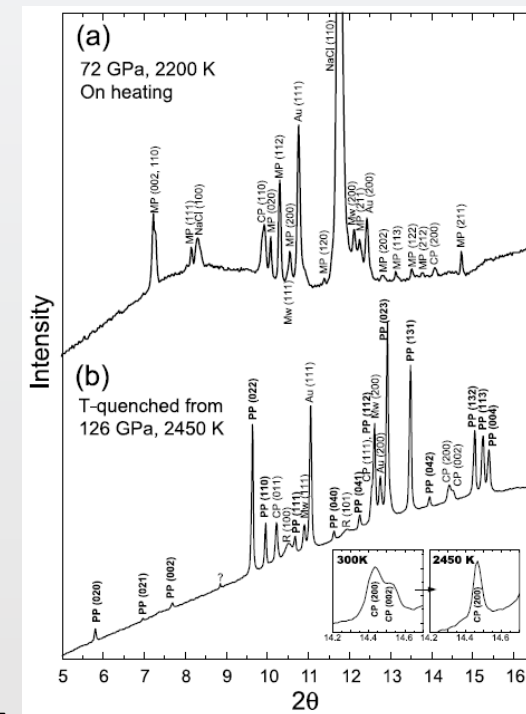 (a)
72 GPa, 2200 K
On heating
MP (002, 110)
MP (111)
NaCl (100)
CP (110)
MP (020)
MP (112)
Mw (111)
MP (200)
Au (111)
MP (120)
NaCl (110)
Mw (200)
MP (211)
Au (200)
MP (202)
MP (113)
MP (122)
MP (212)
CP (200)
MP (211)
Intensity
(b)
T-quenched from
126 GPa, 2450 K
PP (020)
PP (021)
PP (002)
?
PP (022)
PP (110)
CP (011)
R (100)
PP (111)
Mw (111)
Au (111)
PP (040)
R (101)
PP (041)
CP (111), PP (112)
Mw (200)
Au (200)
PP (023)
PP (131)
PP (042)
CP (200)
CP (002)
PP (132)
PP (113)
PP (004)
300K
CP (200)
CP (002)
14.2 14.4 14.6
2450 K
CP (200)
14.2 14.4 14.6
5 6 7 8 9 10 11 12 13 14 15 16
2θ